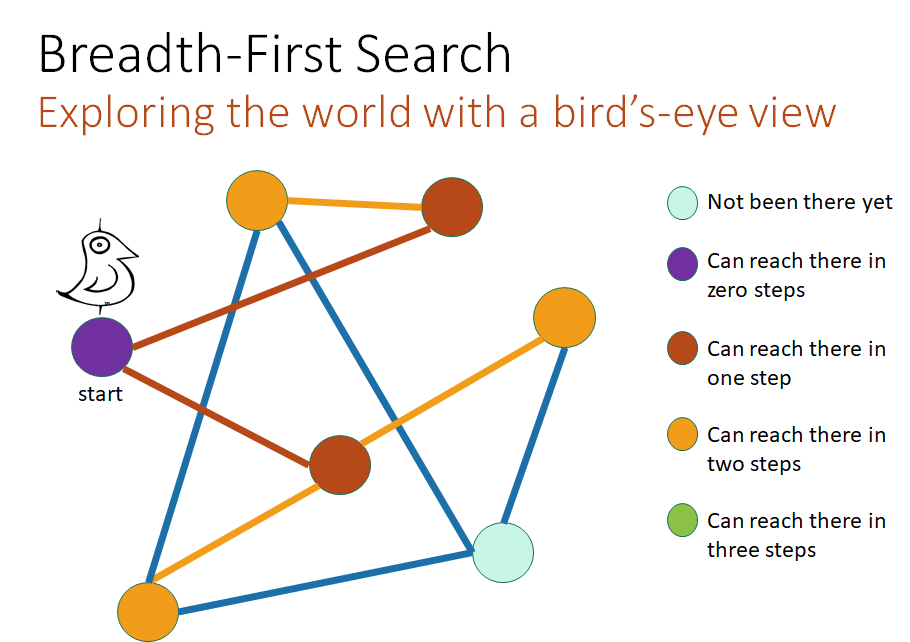 Breadth-First Search
Exploring the world with a bird’s-eye view
start
Not been there yet
Can reach there in
zero steps
Can reach there in
one step
Can reach there in
two steps
Can reach there in
three steps